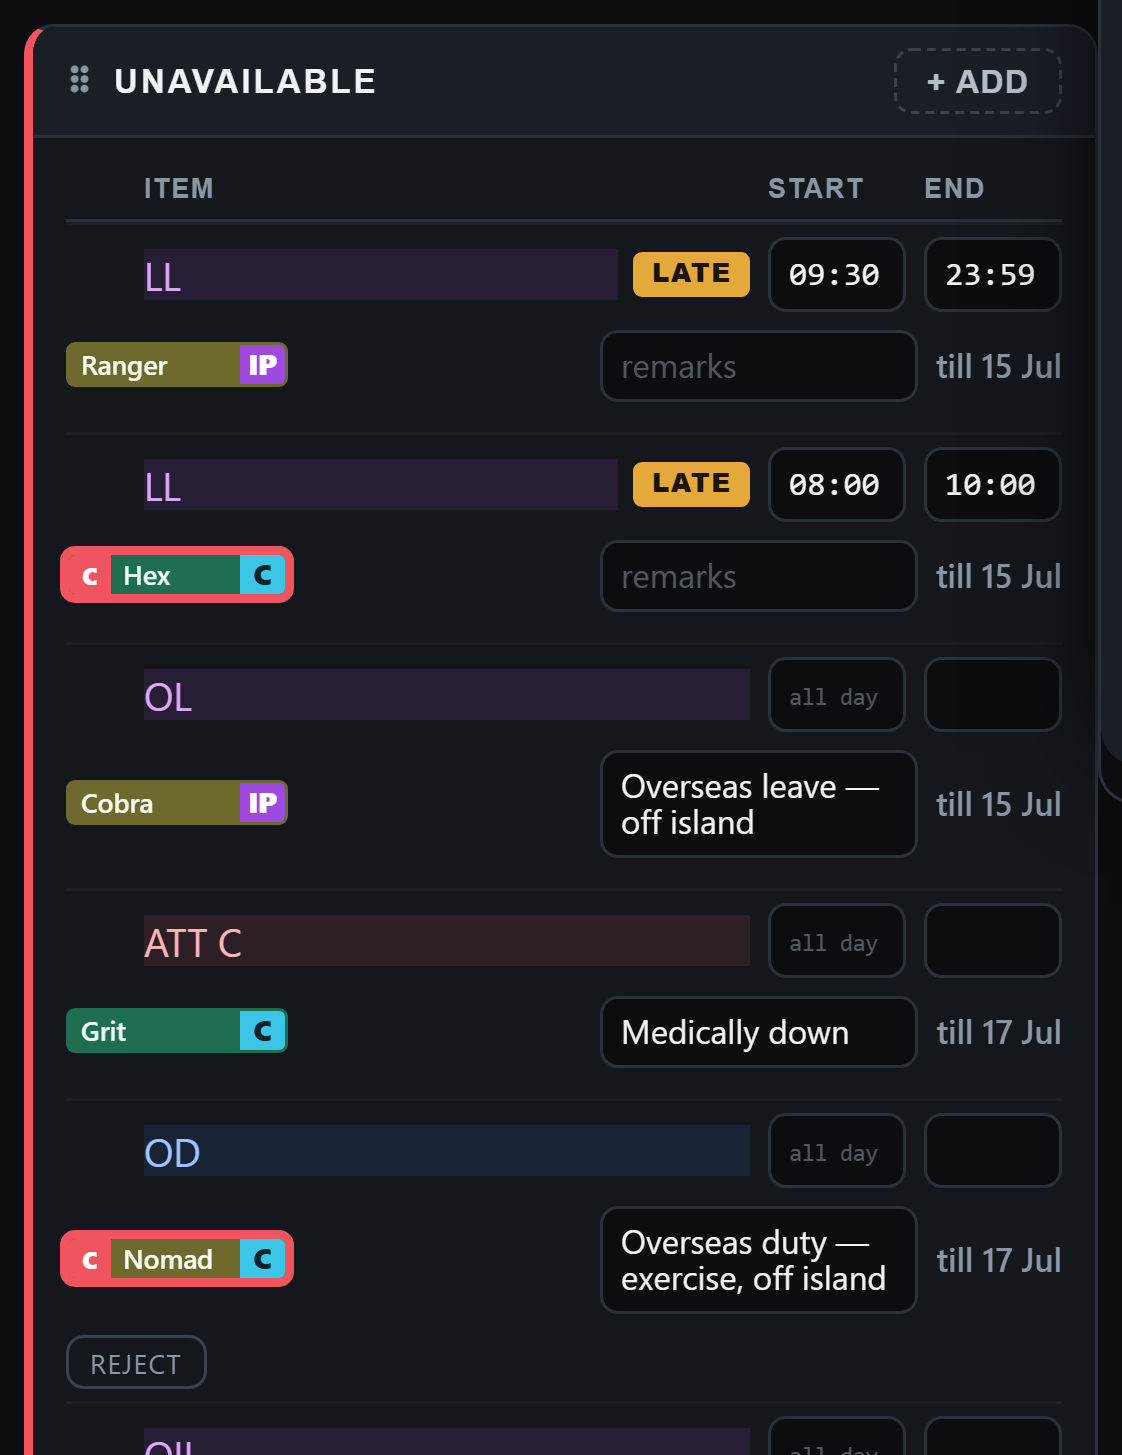 UNAVAILABLE
+ ADD
ITEM START END
LL LATE 09:30 23:59
Ranger IP remarks till 15 Jul
LL LATE 08:00 10:00
C Hex C remarks till 15 Jul
OL all day
Cobra IP Overseas leave —
off island till 15 Jul
ATT C all day
Grit C Medically down till 17 Jul
OD all day
C Nomad C Overseas duty —
exercise, off island till 17 Jul
REJECT
all day